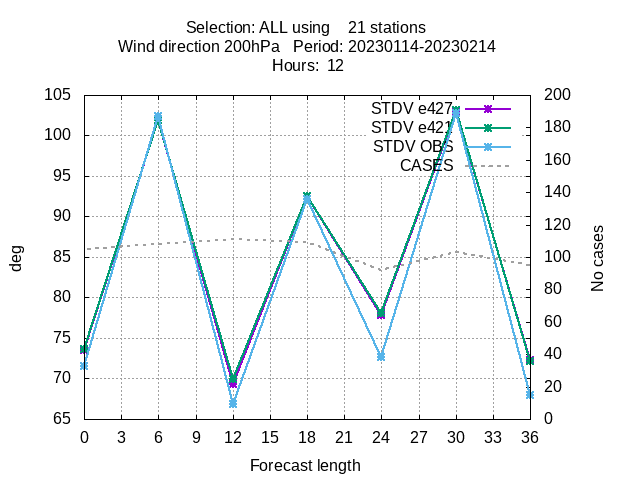 Selection: ALL using    21 stations
Wind direction 200hPa   Period: 20230114-20230214
Hours:  12
105
100
95
90
85
80
75
70
65
200
180
160
140
120
100
80
60
40
20
0
deg
No cases
STDV e427
STDV e421
STDV OBS
CASES
0 3 6 9 12 15 18 21 24 27 30 33 36
Forecast length